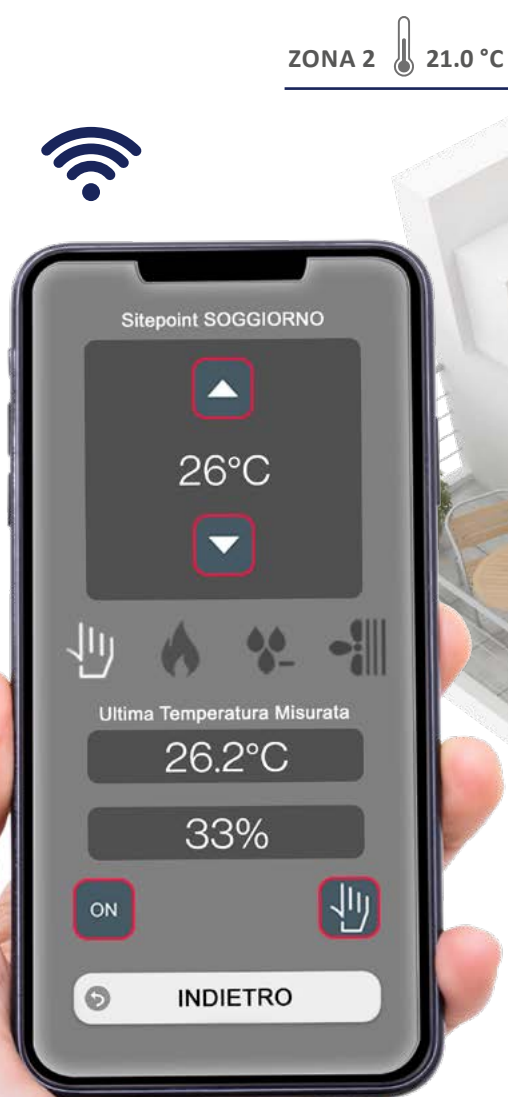 ZONA 2 21.0 °C
Sitepoint SOGGIORNO
26°C
Ultima Temperatura Misurata
26.2°C
33%
ON
INDIETRO